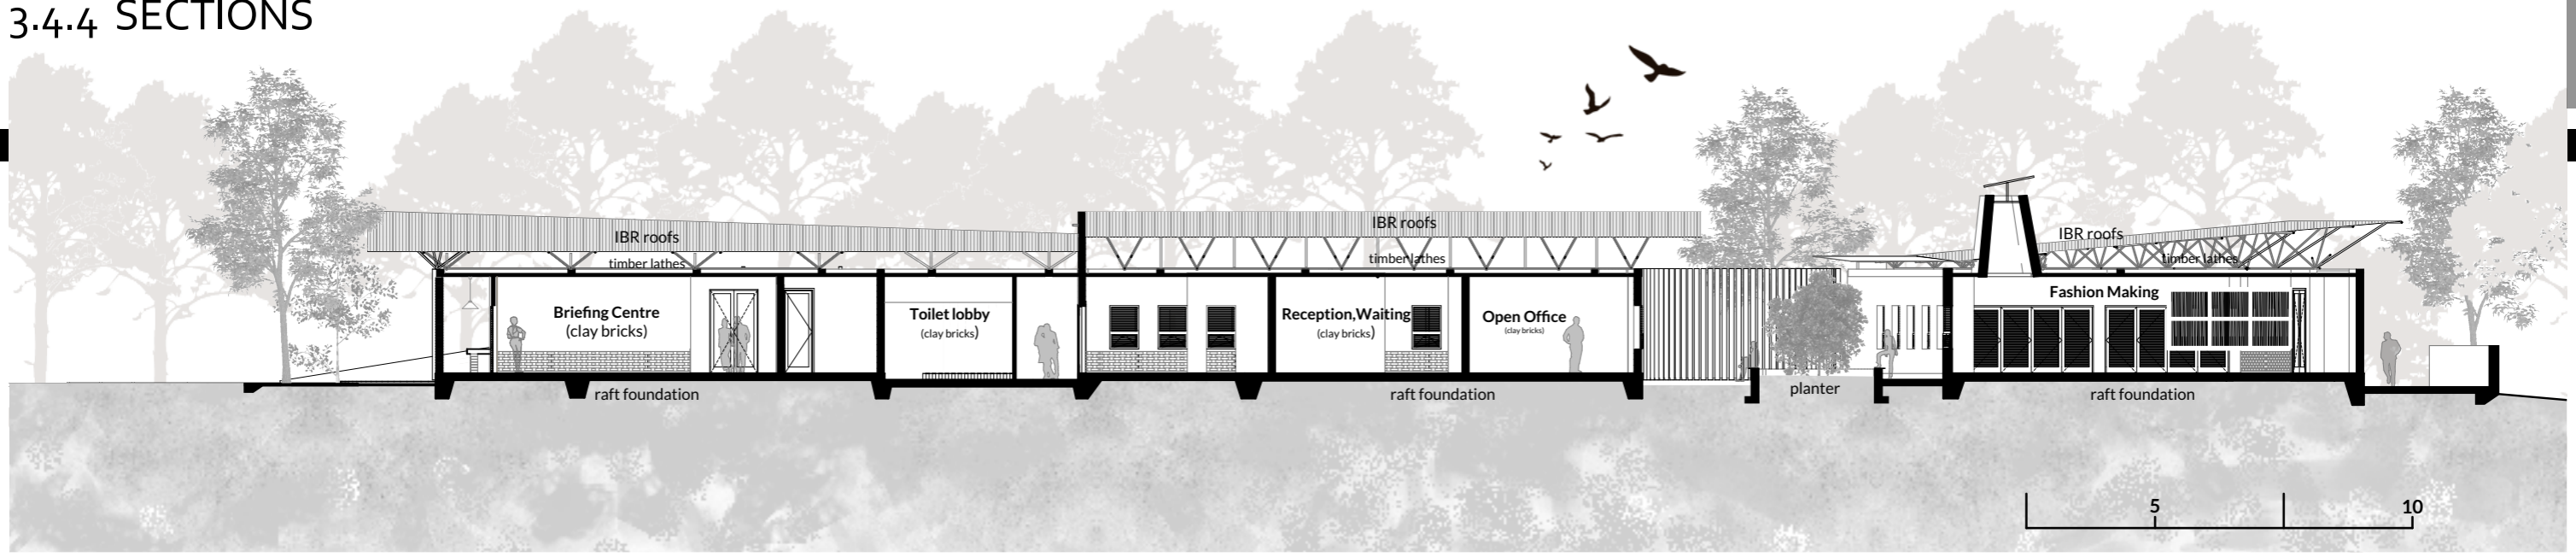 3.4.4 SECTIONS
IBR roofs
timber lathes
IBR roofs
timber lathes
IBR roofs
timber lathes
Briefing Centre
(clay bricks)
Toilet lobby
(clay bricks)
Reception,Waiting
(clay bricks)
Open Office
(clay bricks)
Fashion Making
raft foundation
raft foundation
planter
raft foundation
5
10